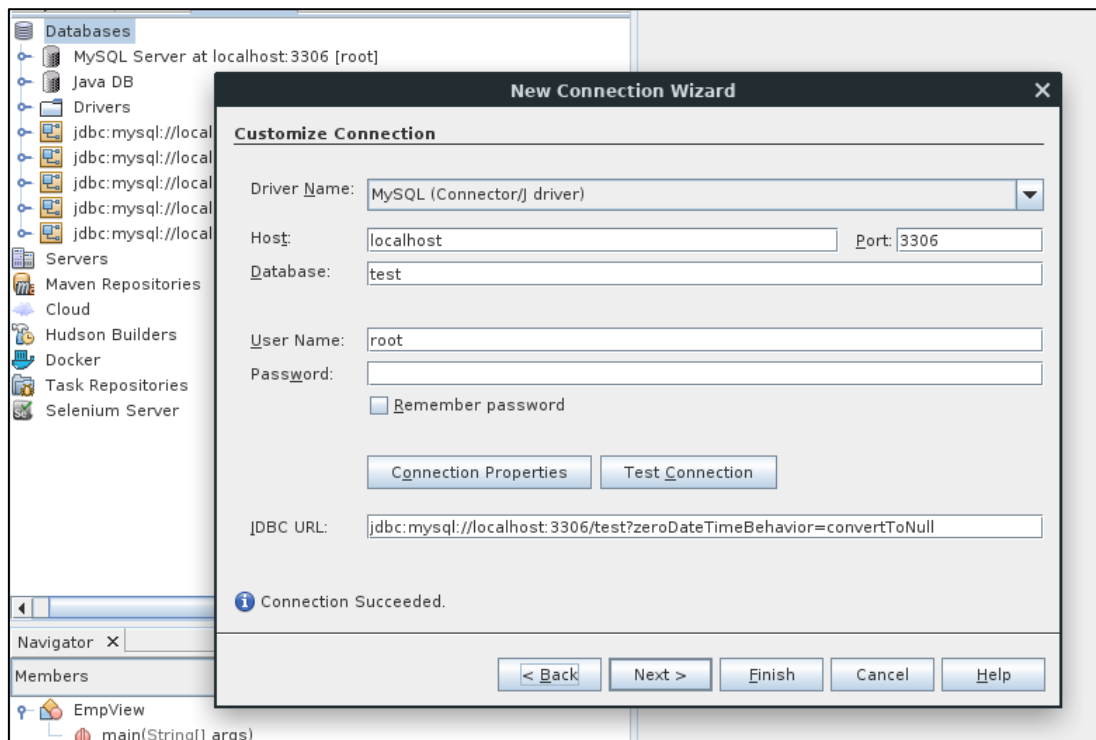 Databases
MySQL Server at localhost:3306 [root]
Java DB
Drivers
jdbc:mysql://local
jdbc:mysql://local
jdbc:mysql://local
jdbc:mysql://local
jdbc:mysql://local
Servers
Maven Repositories
Cloud
Hudson Builders
Docker
Task Repositories
Selenium Server
Navigator X
Members
EmpView
main(String[] args)
New Connection Wizard
Customize Connection
Driver Name: MySQL (Connector/J driver)
Host: localhost Port: 3306
Database: test
User Name: root
Password:
Remember password
Connection Properties Test Connection
JDBC URL: jdbc:mysql://localhost:3306/test?zeroDateTimeBehavior=convertToNull
Connection Succeeded.
< Back Next > Finish Cancel Help